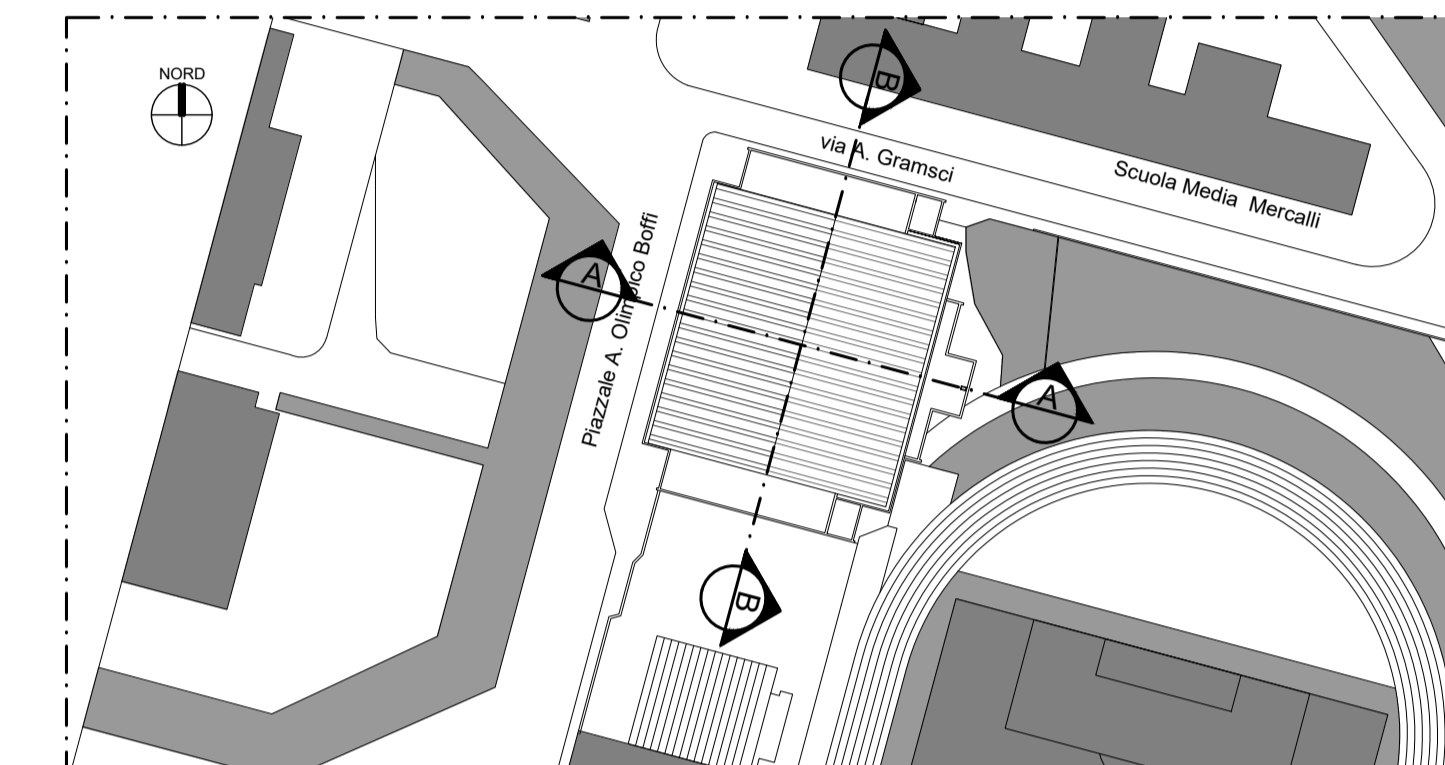 NORD
B
via A. Gramsci
Scuola Media Mercalli
Piazzale A. Olimpico Boffi
A
A
B